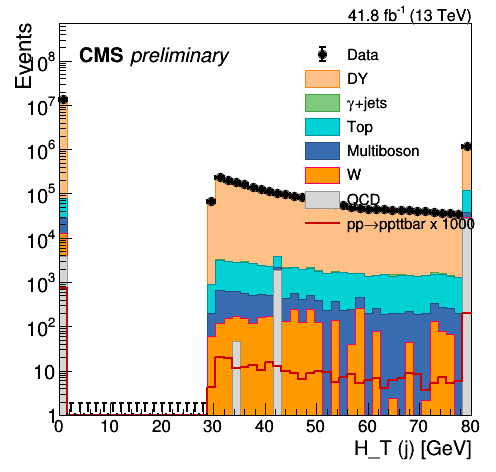 41.8 fb⁻¹ (13 TeV)
Events
CMS preliminary
Data
DY
γ+jets
Top
Multiboson
W
QCD
pp→ppttbar x 1000
10⁷
10⁶
10⁵
10⁴
10³
10²
10
1
0 10 20 30 40 50 60 70 80
H_T (j) [GeV]